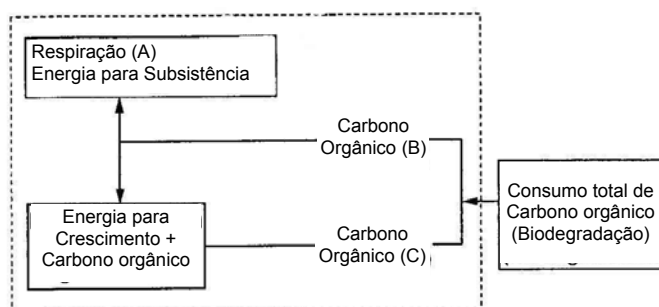 Respiração (A)
Energia para Subsistência
Carbono
Orgânico (B)
Consumo total de
Carbono orgânico
(Biodegradação)
Energia para
Crescimento +
Carbono orgânico
Carbono
Orgânico (C)